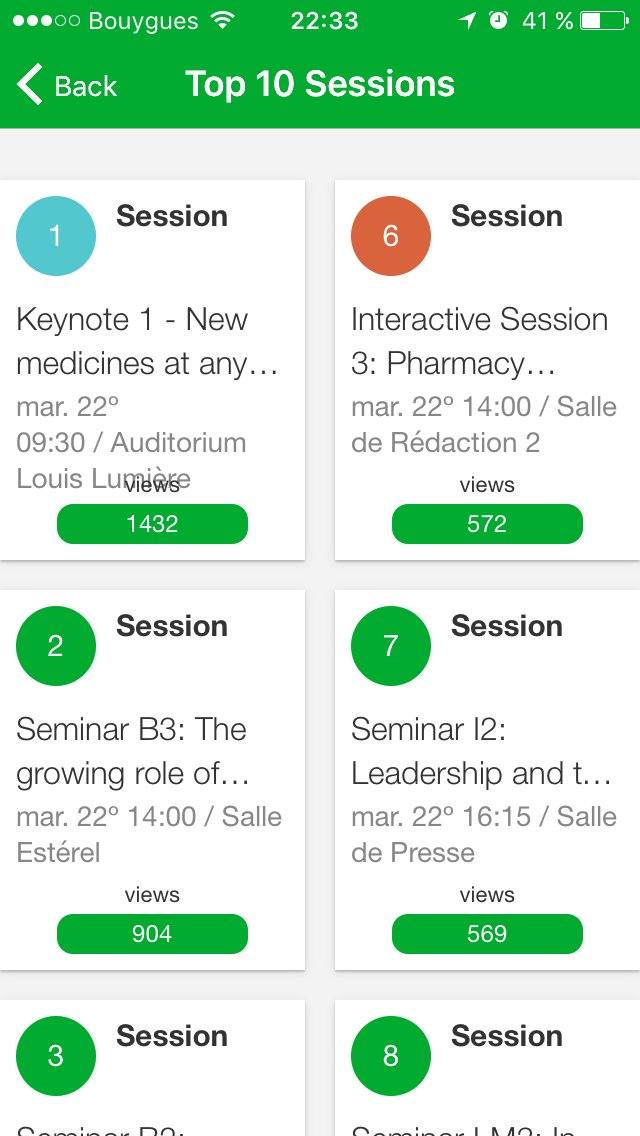 Bouygues 22:33 41 %
Back Top 10 Sessions
1 Session
Keynote 1 - New
medicines at any…
mar. 22º
09:30 / Auditorium
Louis Lumière
views
1432
6 Session
Interactive Session
3: Pharmacy…
mar. 22º 14:00 / Salle
de Rédaction 2
views
572
2 Session
Seminar B3: The
growing role of…
mar. 22º 14:00 / Salle
Estérel
views
904
7 Session
Seminar I2:
Leadership and t…
mar. 22º 16:15 / Salle
de Presse
views
569
3 Session
8 Session